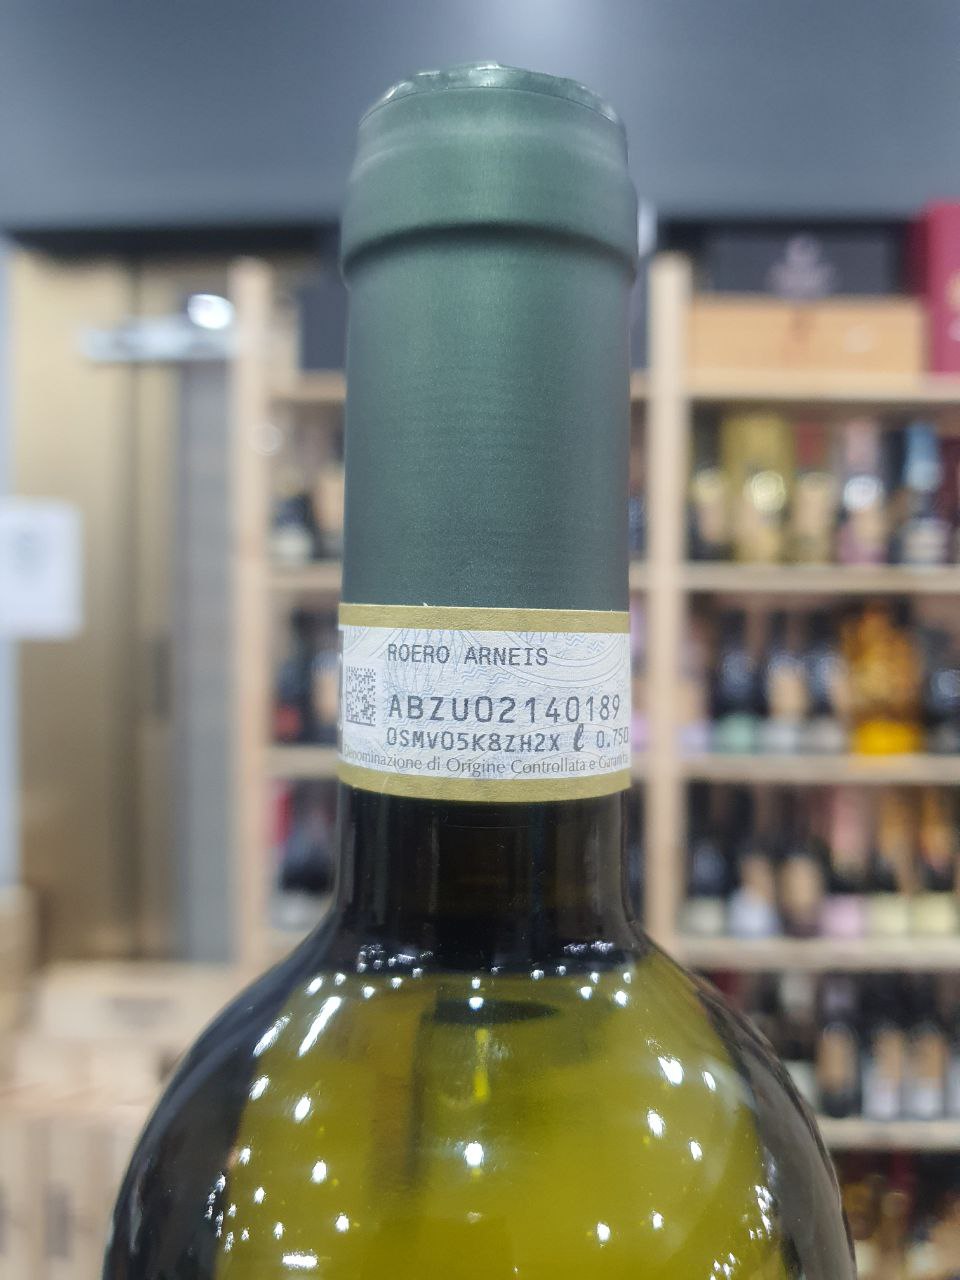 ROERO ARNEIS
ABZU02140189
0SMV05K8ZH2X ℓ 0.750
Denominazione di Origine Controllata e Garantita